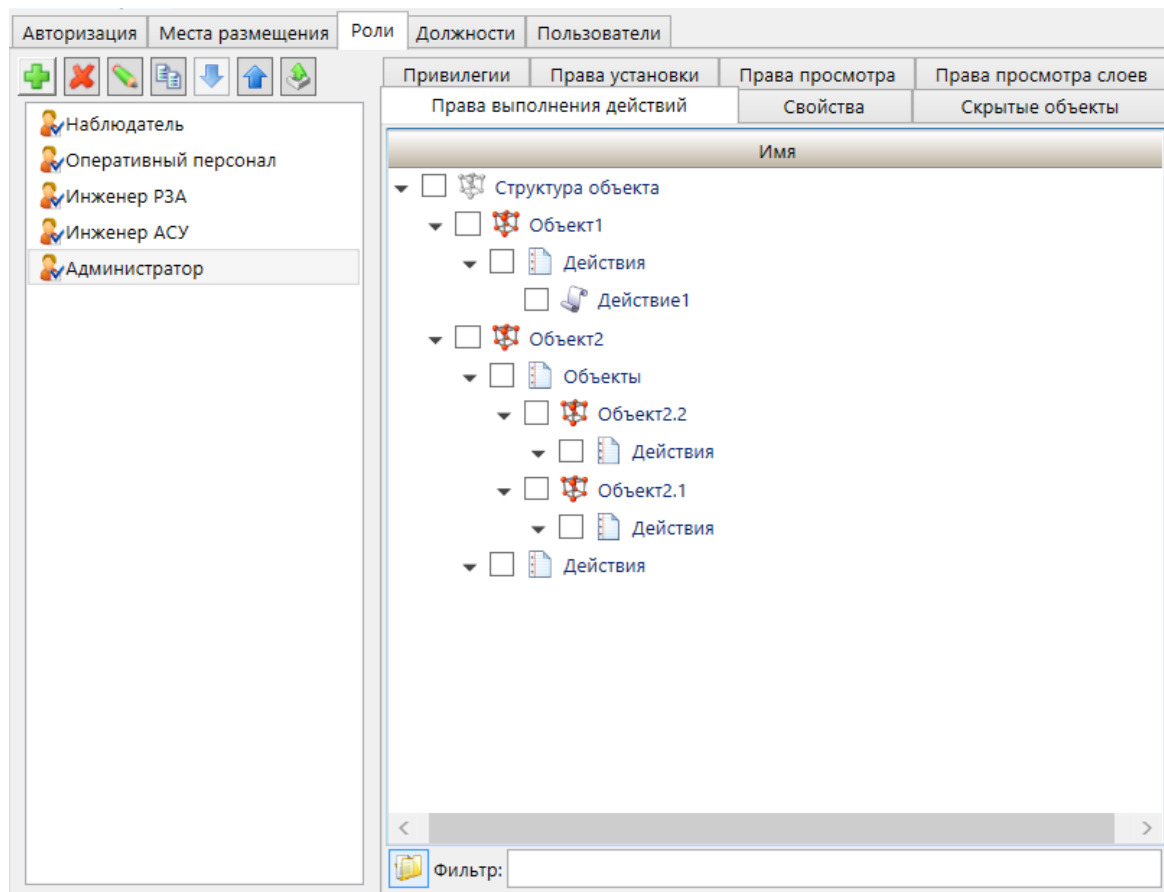 Авторизация Места размещения Роли Должности Пользователи
Привилегии Права установки Права просмотра Права просмотра слоев
Права выполнения действий Свойства Скрытые объекты
Наблюдатель
Оперативный персонал
Инженер РЗА
Инженер АСУ
Администратор
Имя
Структура объекта
Объект1
Действия
Действие1
Объект2
Объекты
Объект2.2
Действия
Объект2.1
Действия
Действия
Фильтр: